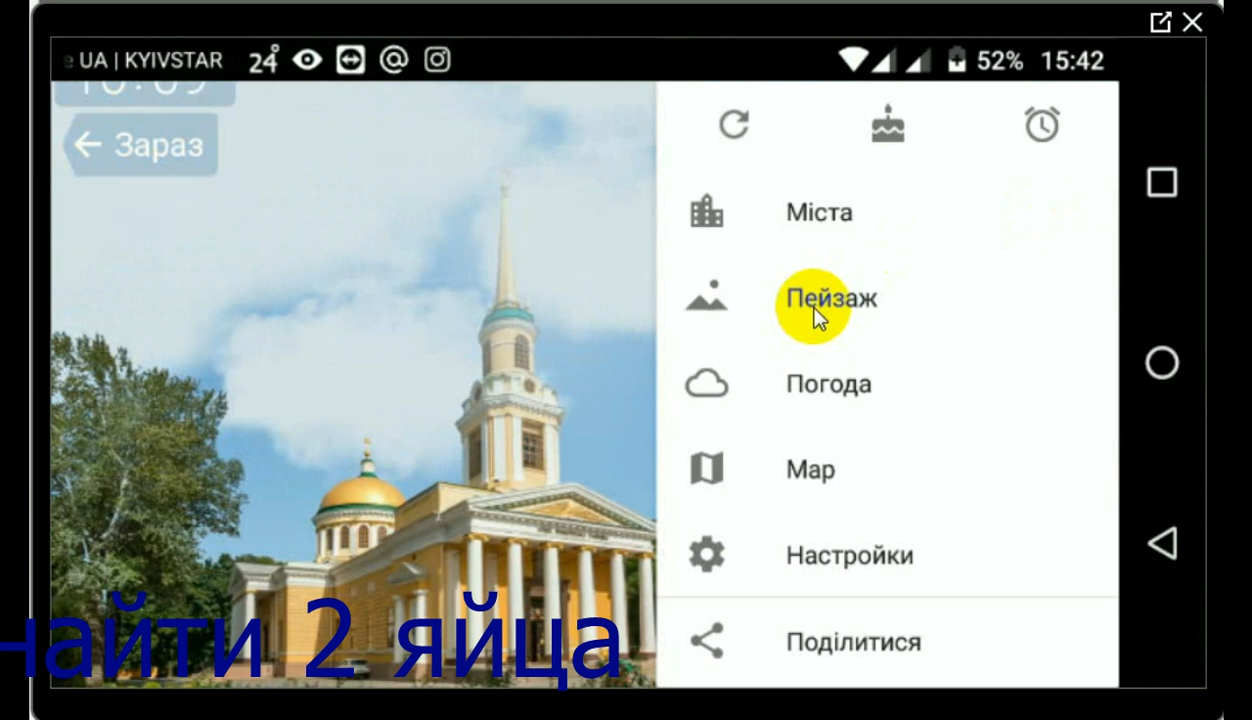 UA | KYIVSTAR 24° 52% 15:42
← Зараз
Міста
Пейзаж
Погода
Мар
Настройки
Поділитися
найти 2 яйца